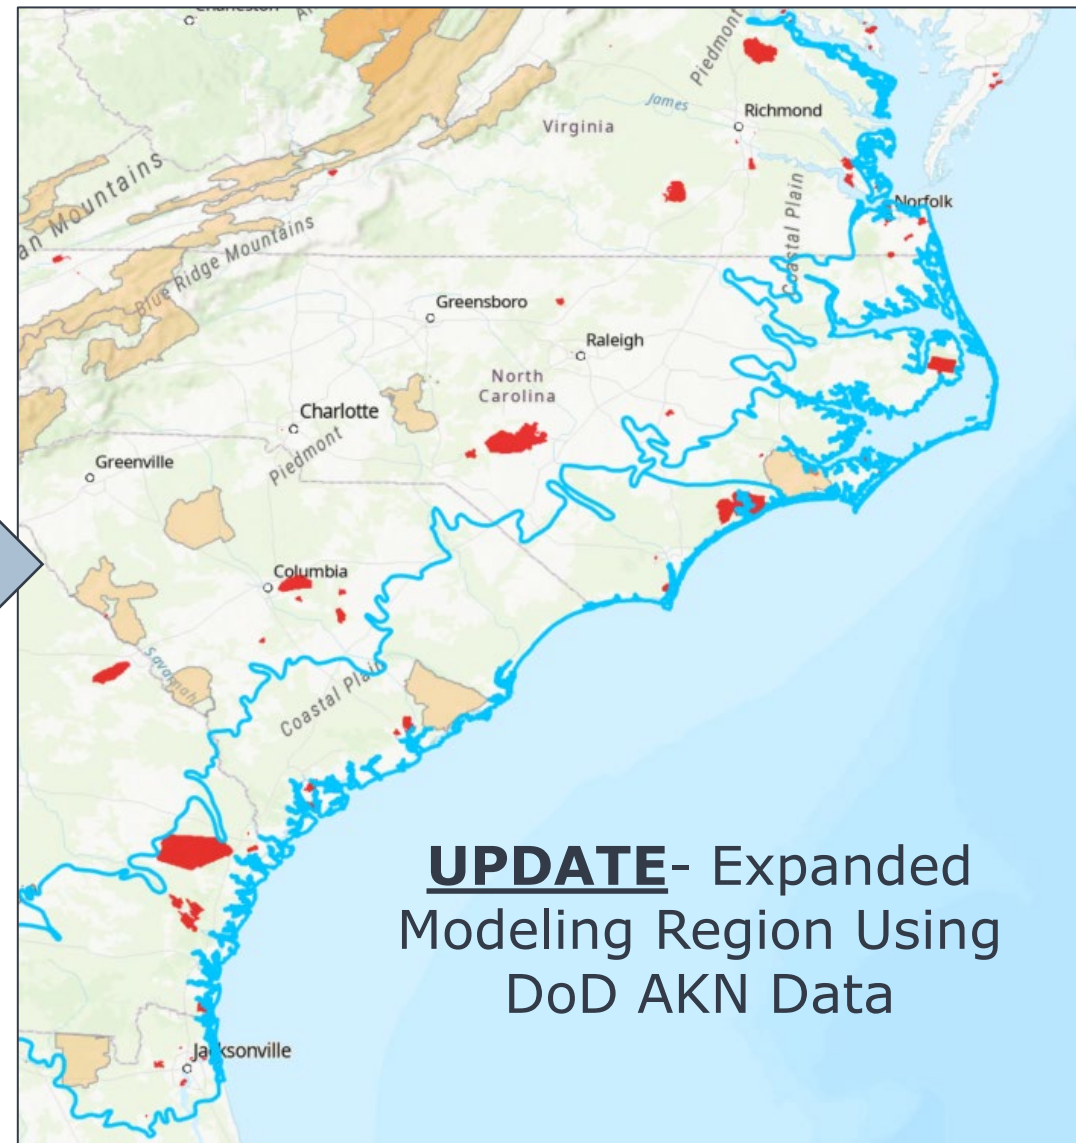 Charleston
Piedmont
James
Richmond
Virginia
Mountains
Coastal Plain
Norfolk
Blue Ridge Mountains
Greensboro
Raleigh
North
Carolina
Charlotte
Piedmont
Greenville
Columbia
Savannah
Coastal Plain
UPDATE- Expanded
Modeling Region Using
DoD AKN Data
Jacksonville